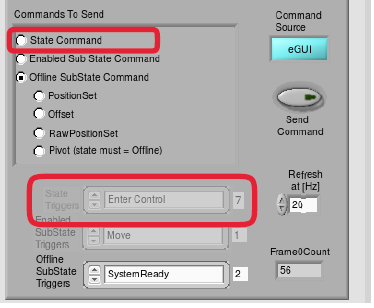 Commands To Send
State Command
Enabled Sub State Command
Offline SubState Command
PositionSet
Offset
RawPositionSet
Pivot (state must = Offline)
Command
Source
eGUI
Send
Command
State
Triggers
Enter Control
7
Enabled
SubState
Triggers
Move
1
Offline
SubState
Triggers
SystemReady
2
Refresh
at [Hz]
20
Frame0Count
56